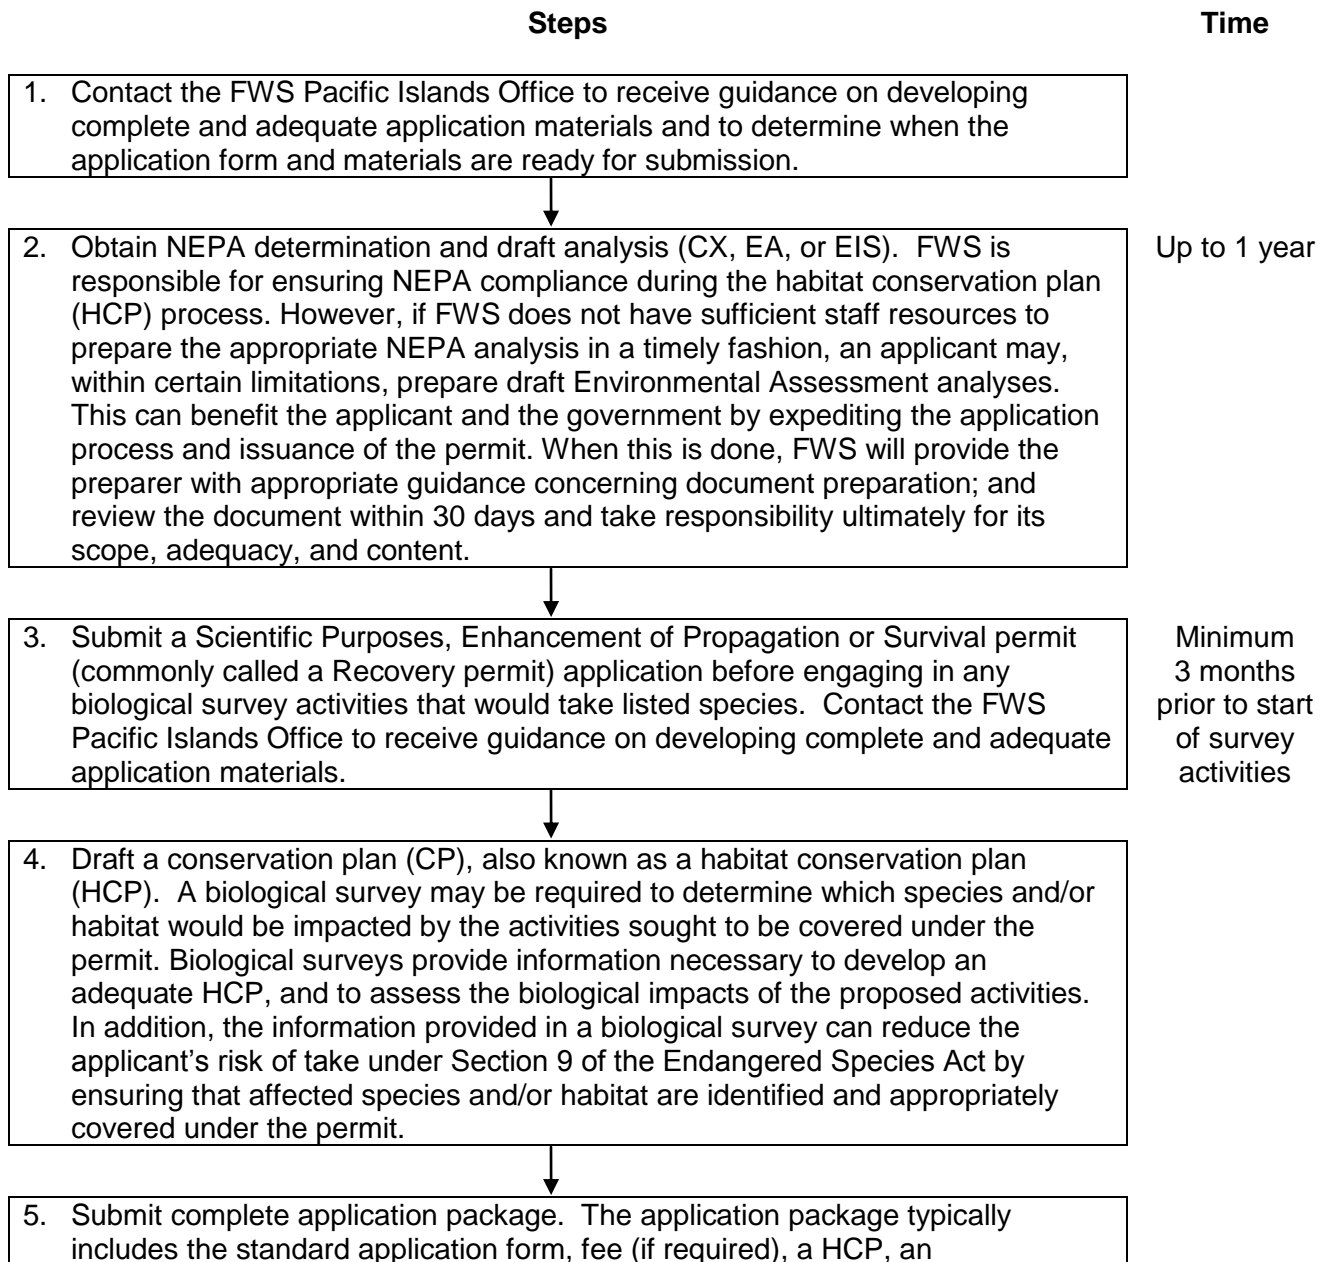 Steps
Time
1. Contact the FWS Pacific Islands Office to receive guidance on developing
complete and adequate application materials and to determine when the
application form and materials are ready for submission.
2. Obtain NEPA determination and draft analysis (CX, EA, or EIS).  FWS is
responsible for ensuring NEPA compliance during the habitat conservation plan
(HCP) process. However, if FWS does not have sufficient staff resources to
prepare the appropriate NEPA analysis in a timely fashion, an applicant may,
within certain limitations, prepare draft Environmental Assessment analyses.
This can benefit the applicant and the government by expediting the application
process and issuance of the permit. When this is done, FWS will provide the
preparer with appropriate guidance concerning document preparation; and
review the document within 30 days and take responsibility ultimately for its
scope, adequacy, and content.
Up to 1 year
3. Submit a Scientific Purposes, Enhancement of Propagation or Survival permit
(commonly called a Recovery permit) application before engaging in any
biological survey activities that would take listed species.  Contact the FWS
Pacific Islands Office to receive guidance on developing complete and adequate
application materials.
Minimum
3 months
prior to start
of survey
activities
4. Draft a conservation plan (CP), also known as a habitat conservation plan
(HCP).  A biological survey may be required to determine which species and/or
habitat would be impacted by the activities sought to be covered under the
permit. Biological surveys provide information necessary to develop an
adequate HCP, and to assess the biological impacts of the proposed activities.
In addition, the information provided in a biological survey can reduce the
applicant's risk of take under Section 9 of the Endangered Species Act by
ensuring that affected species and/or habitat are identified and appropriately
covered under the permit.
5. Submit complete application package.  The application package typically
includes the standard application form, fee (if required), a HCP, an